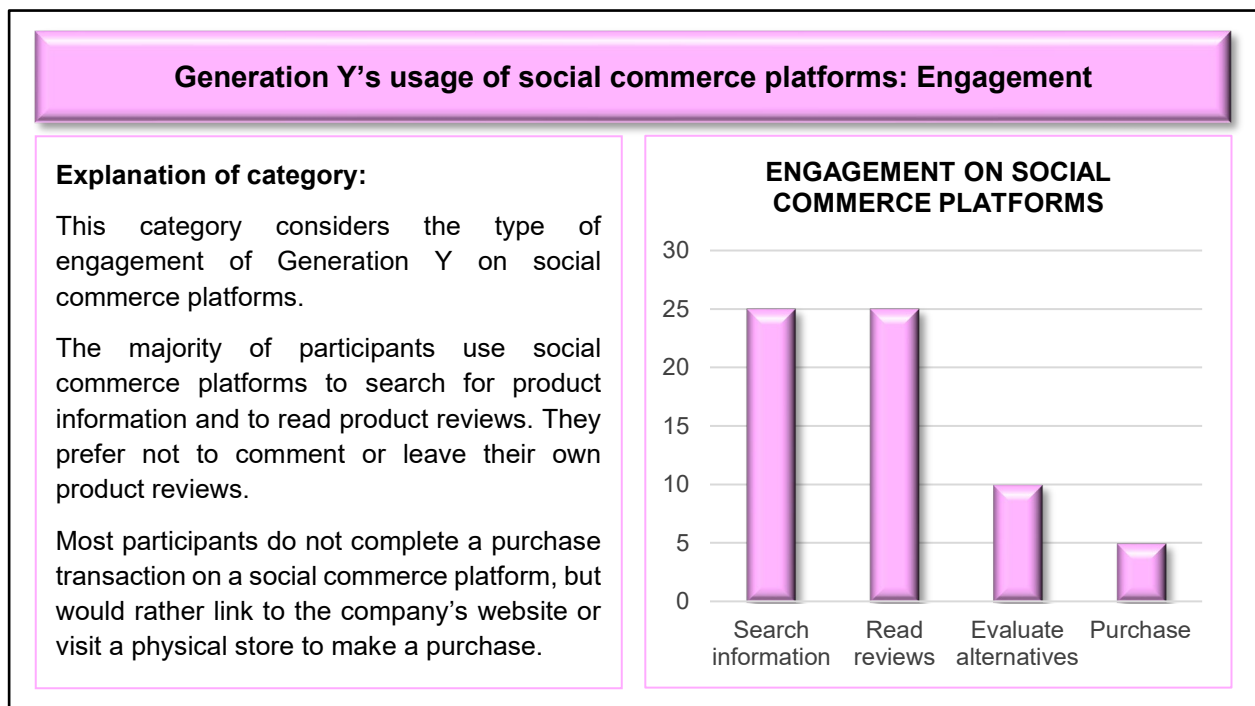 Generation Y’s usage of social commerce platforms: Engagement
Explanation of category:
This category considers the type of
engagement of Generation Y on social
commerce platforms.
The majority of participants use social
commerce platforms to search for product
information and to read product reviews. They
prefer not to comment or leave their own
product reviews.
Most participants do not complete a purchase
transaction on a social commerce platform, but
would rather link to the company’s website or
visit a physical store to make a purchase.
ENGAGEMENT ON SOCIAL
COMMERCE PLATFORMS
30
25
20
15
10
5
0
Search
information
Read
reviews
Evaluate
alternatives
Purchase